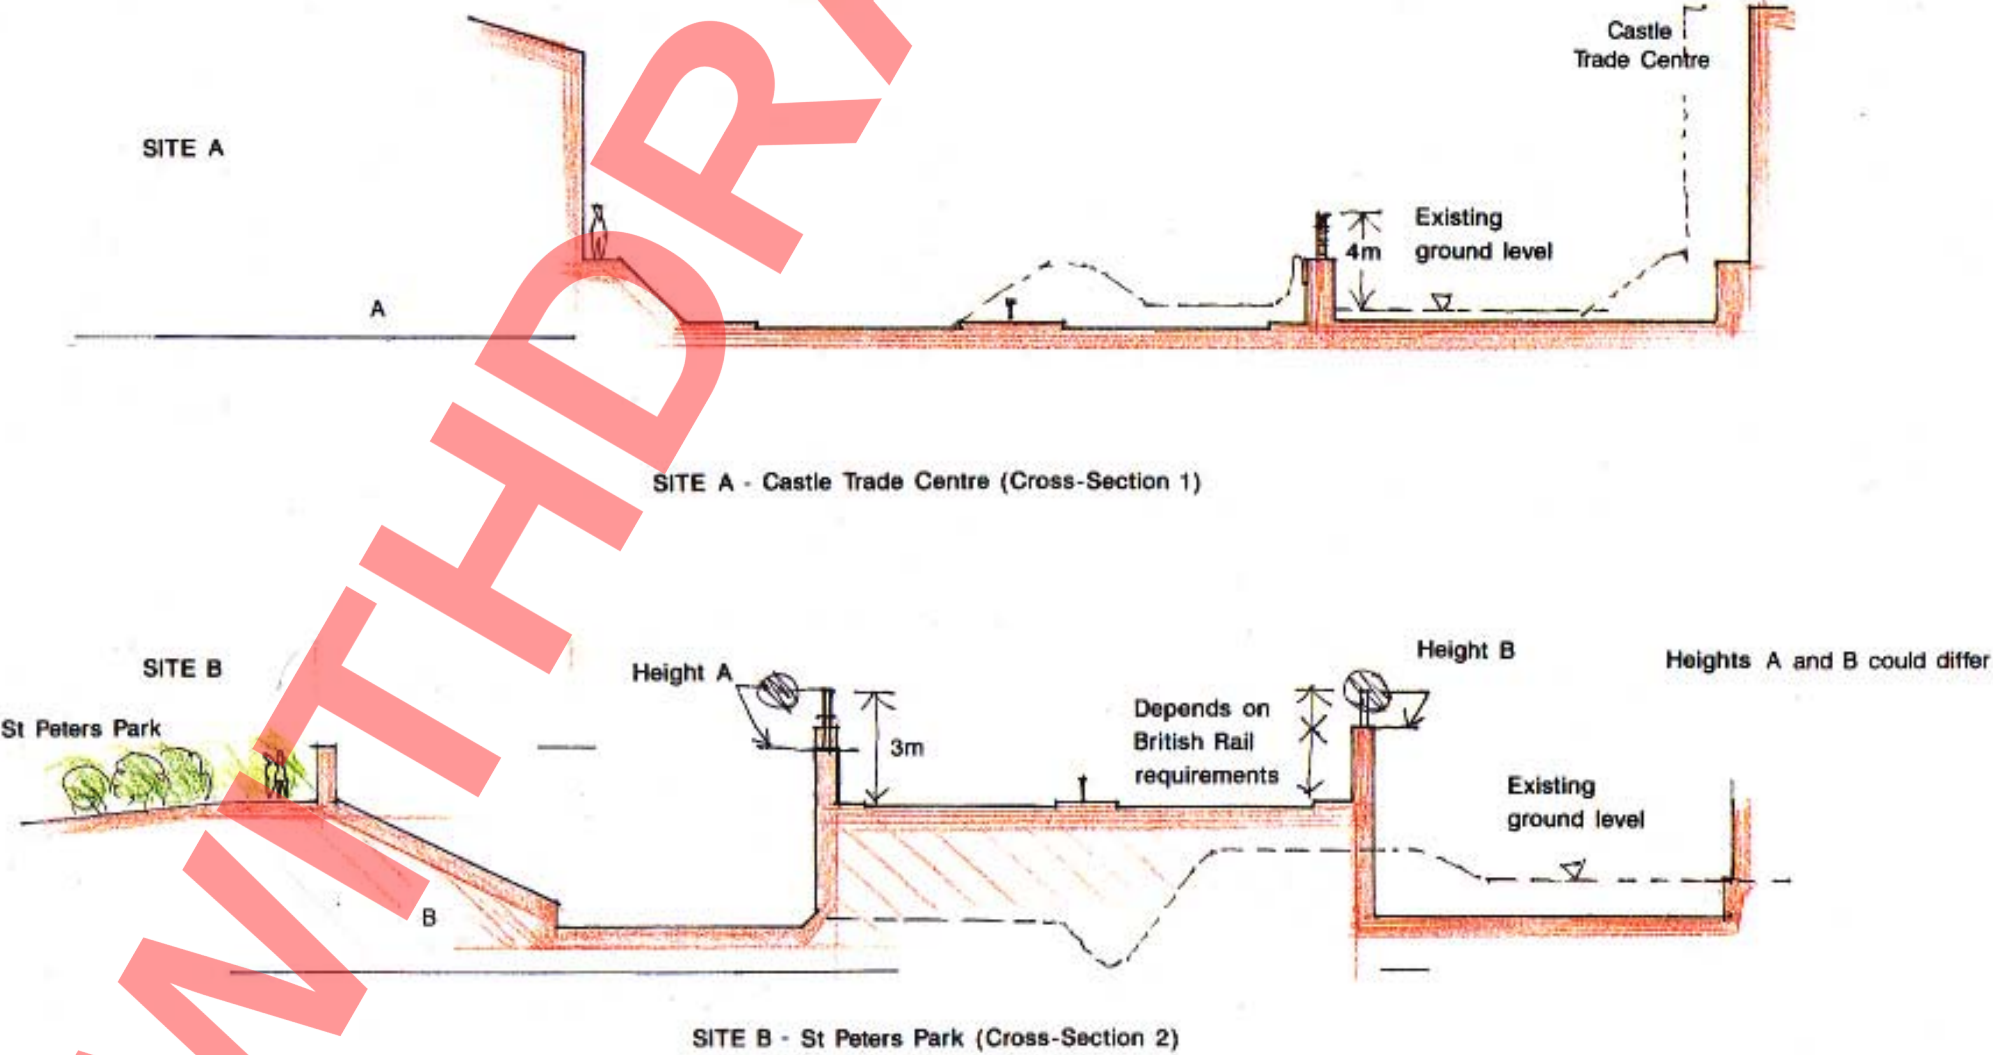 Castle
Trade Centre
SITE A
Existing
4m
ground level
A
SITE A - Castle Trade Centre (Cross-Section 1)
SITE B
Height A
Height B
Heights A and B could differ
St Peters Park
Depends on
British Rail
requirements
3m
Existing
ground level
B
SITE B - St Peters Park (Cross-Section 2)
WITHDRA